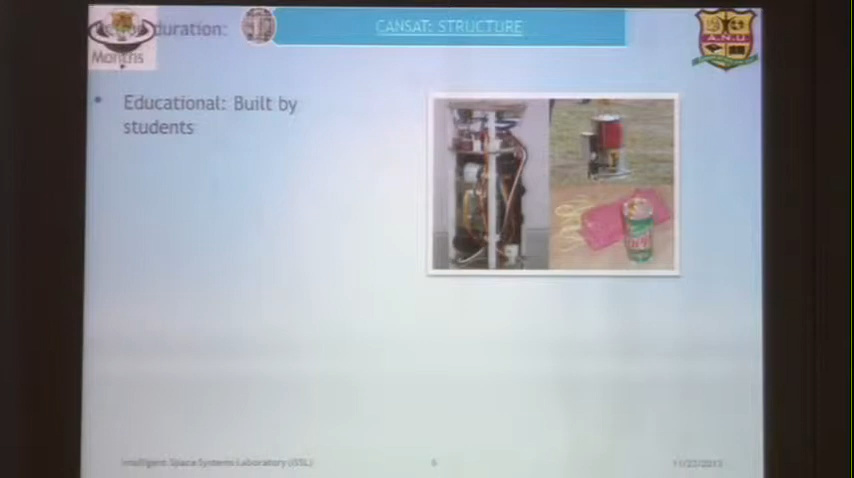 duration:
CANSAT: STRUCTURE
Months
A.N.U
• Educational: Built by
students
Intelligent Space Systems Laboratory (ISSL)